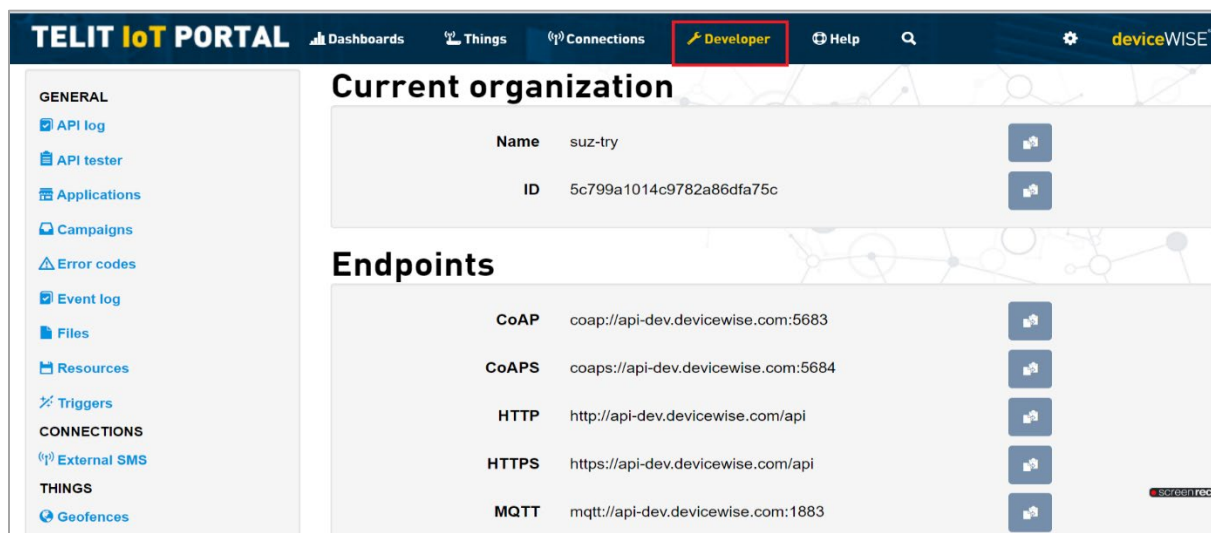 TELIT IoT PORTAL Dashboards Things Connections Developer Help deviceWISE
GENERAL
API log
API tester
Applications
Campaigns
Error codes
Event log
Files
Resources
Triggers
CONNECTIONS
External SMS
THINGS
Geofences
Current organization
Name suz-try
ID 5c799a1014c9782a86dfa75c
Endpoints
CoAP coap://api-dev.devicewise.com:5683
CoAPS coaps://api-dev.devicewise.com:5684
HTTP http://api-dev.devicewise.com/api
HTTPS https://api-dev.devicewise.com/api
MQTT mqtt://api-dev.devicewise.com:1883
screenrec